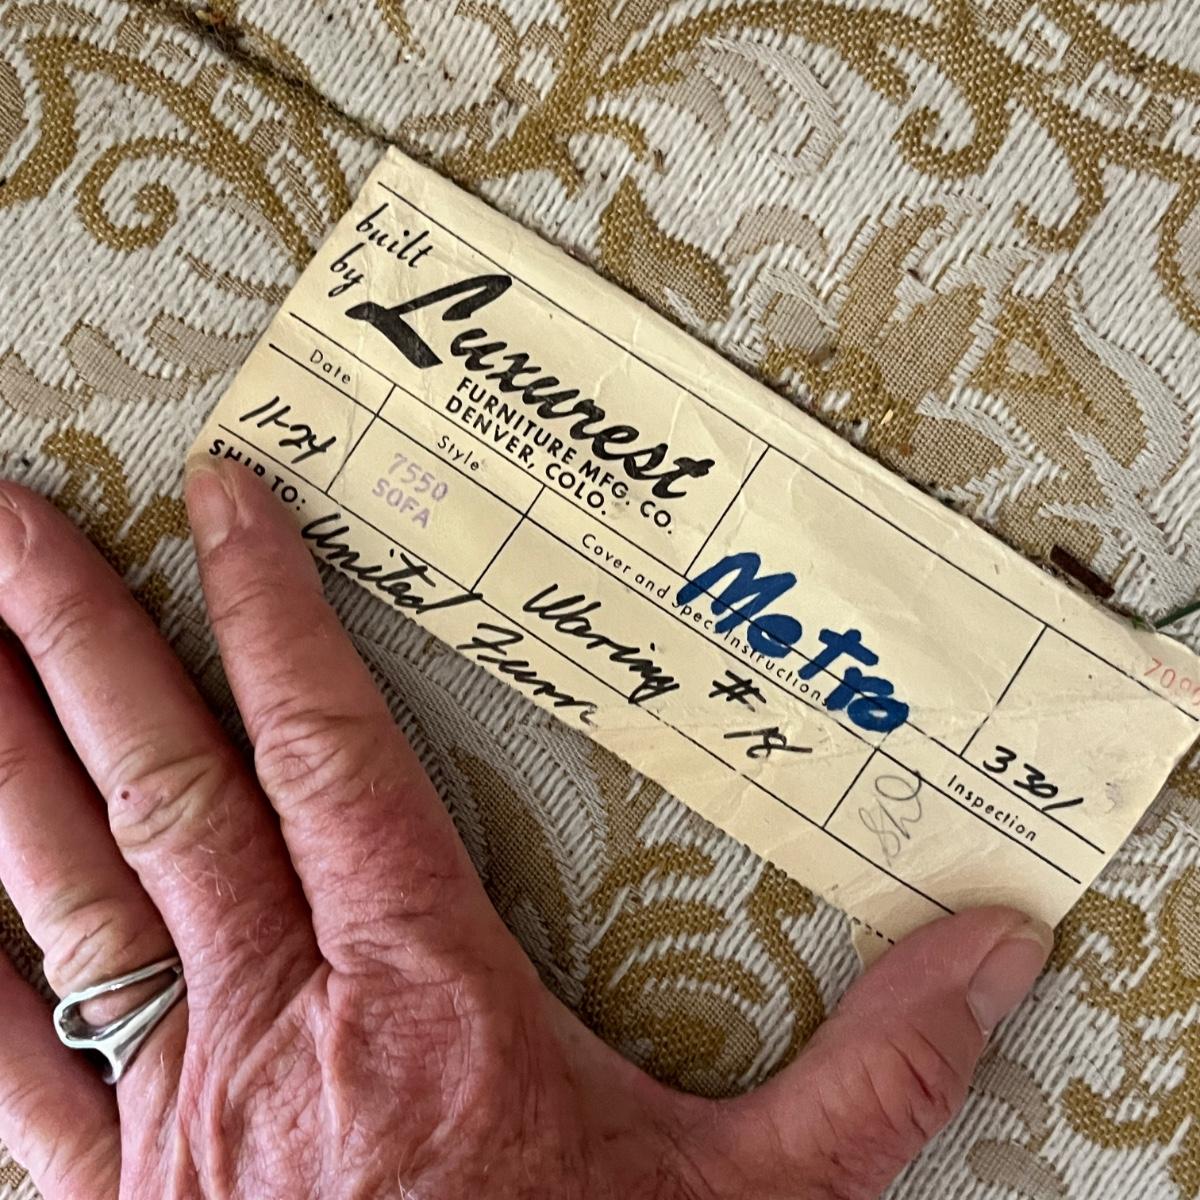 built
by
Luxurest
FURNITURE MFG. CO.
DENVER, COLO.
Metro
70
3301
Date
11-24
Style
7550
SOFA
Cover and Spec. Instructions
Waring # 18
Inspection
SHIP TO:
United Furn